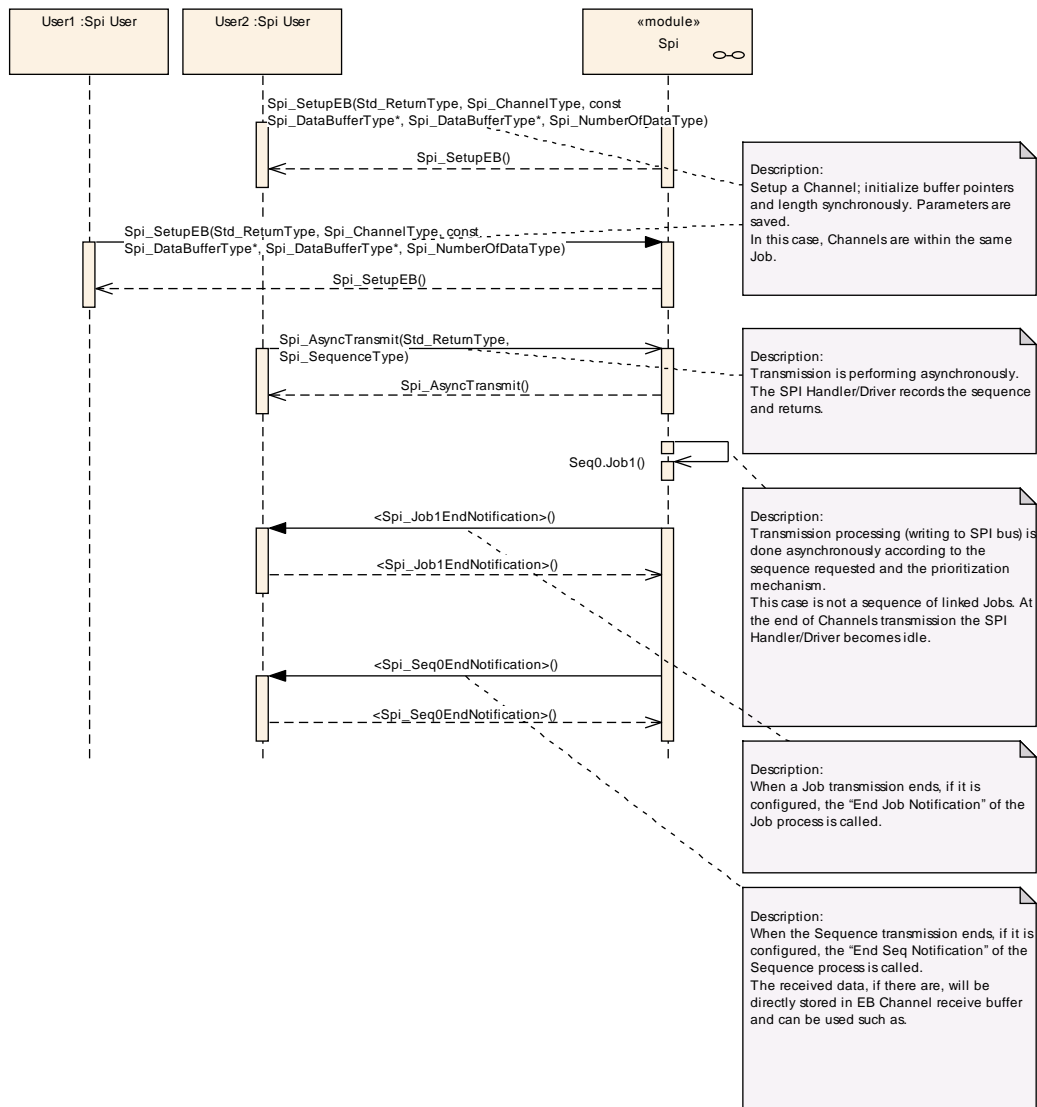 User1 :Spi User
User2 :Spi User
«module»
Spi
Spi_SetupEB(Std_ReturnType, Spi_ChannelType, const
Spi_DataBufferType*, Spi_DataBufferType*, Spi_NumberOfDataType)
Spi_SetupEB()
Description:
Setup a Channel; initialize buffer pointers
and length synchronously. Parameters are
saved.
In this case, Channels are within the same
Job.
Spi_SetupEB(Std_ReturnType, Spi_ChannelType, const
Spi_DataBufferType*, Spi_DataBufferType*, Spi_NumberOfDataType)
Spi_SetupEB()
Spi_AsyncTransmit(Std_ReturnType,
Spi_SequenceType)
Spi_AsyncTransmit()
Description:
Transmission is performing asynchronously.
The SPI Handler/Driver records the sequence
and returns.
Seq0.Job1()
Description:
Transmission processing (writing to SPI bus) is
done asynchronously according to the
sequence requested and the prioritization
mechanism.
This case is not a sequence of linked Jobs. At
the end of Channels transmission the SPI
Handler/Driver becomes idle.
<Spi_Job1EndNotification>()
<Spi_Job1EndNotification>()
<Spi_Seq0EndNotification>()
<Spi_Seq0EndNotification>()
Description:
When a Job transmission ends, if it is
configured, the “End Job Notification” of the
Job process is called.
Description:
When the Sequence transmission ends, if it is
configured, the “End Seq Notification” of the
Sequence process is called.
The received data, if there are, will be
directly stored in EB Channel receive buffer
and can be used such as.